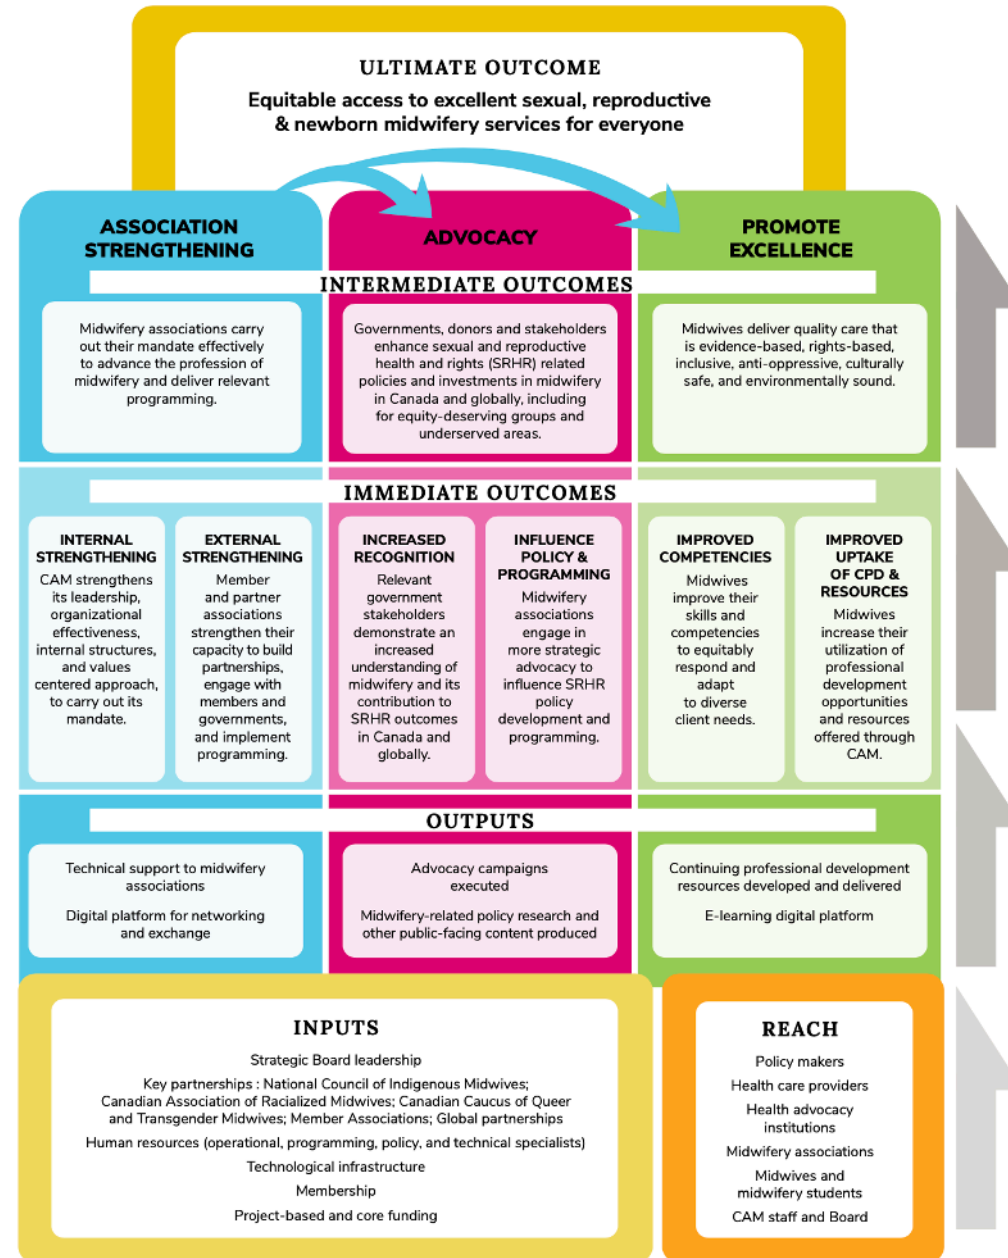 ULTIMATE OUTCOME
Equitable access to excellent sexual, reproductive
& newborn midwifery services for everyone
ASSOCIATION
STRENGTHENING
ADVOCACY
PROMOTE
EXCELLENCE
INTERMEDIATE OUTCOMES
Midwifery associations carry
out their mandate effectively
to advance the profession of
midwifery and deliver relevant
programming.
Governments, donors and stakeholders
enhance sexual and reproductive
health and rights (SRHR) related
policies and investments in midwifery
in Canada and globally, including
for equity-deserving groups and
underserved areas.
Midwives deliver quality care that
is evidence-based, rights-based,
inclusive, anti-oppressive, culturally
safe, and environmentally sound.
IMMEDIATE OUTCOMES
INTERNAL
STRENGTHENING
CAM strengthens
its leadership,
organizational
effectiveness,
internal structures,
and values
centered approach,
to carry out its
mandate.
EXTERNAL
STRENGTHENING
Member
and partner
associations
strengthen their
capacity to build
partnerships,
engage with
members and
governments,
and implement
programming.
INCREASED
RECOGNITION
Relevant
government
stakeholders
demonstrate an
increased
understanding of
midwifery and its
contribution to
SRHR outcomes
in Canada and
globally.
INFLUENCE
POLICY &
PROGRAMMING
Midwifery
associations
engage in
more strategic
advocacy to
influence SRHR
policy
development and
programming.
IMPROVED
COMPETENCIES
Midwives
improve their
skills and
competencies
to equitably
respond and
adapt
to diverse
client needs.
IMPROVED
UPTAKE
OF CPD &
RESOURCES
Midwives
increase their
utilization of
professional
development
opportunities
and resources
offered through
CAM.
OUTPUTS
Technical support to midwifery
associations
Digital platform for networking
and exchange
Advocacy campaigns
executed
Midwifery-related policy research and
other public-facing content produced
Continuing professional development
resources developed and delivered
E-learning digital platform
INPUTS
Strategic Board leadership
Key partnerships : National Council of Indigenous Midwives;
Canadian Association of Racialized Midwives; Canadian Caucus of Queer
and Transgender Midwives; Member Associations; Global partnerships
Human resources (operational, programming, policy, and technical specialists)
Technological infrastructure
Membership
Project-based and core funding
REACH
Policy makers
Health care providers
Health advocacy
institutions
Midwifery associations
Midwives and
midwifery students
CAM staff and Board